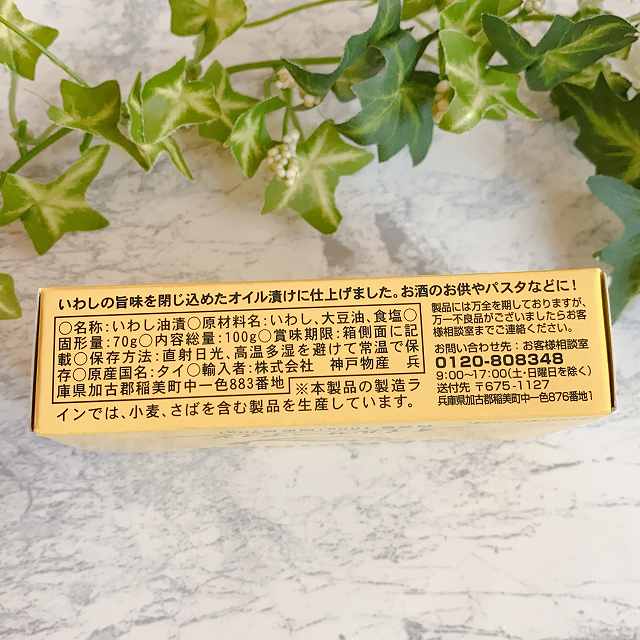 いわしの旨味を閉じ込めたオイル漬けに仕上げました。お酒のお供やパスタなどに！
○名称:いわし油漬○原材料名:いわし、大豆油、食塩○
固形量:70g○内容総量:100g○賞味期限:箱側面に記
載○保存方法:直射日光、高温多湿を避けて常温で保
存○原産国名:タイ○輸入者:株式会社 神戸物産 兵
庫県加古郡稲美町中一色883番地
※本製品の製造ラ
インでは、小麦、さばを含む製品を生産しています。
製品には万全を期しておりますが、
万一不良品がございましたらお客
様相談室までご連絡ください。
お問い合わせ先：お客様相談室
0120-808348
9:00-17:00(土・日曜日を除く)
送付先 〒675-1127
兵庫県加古郡稲美町中一色876番地1